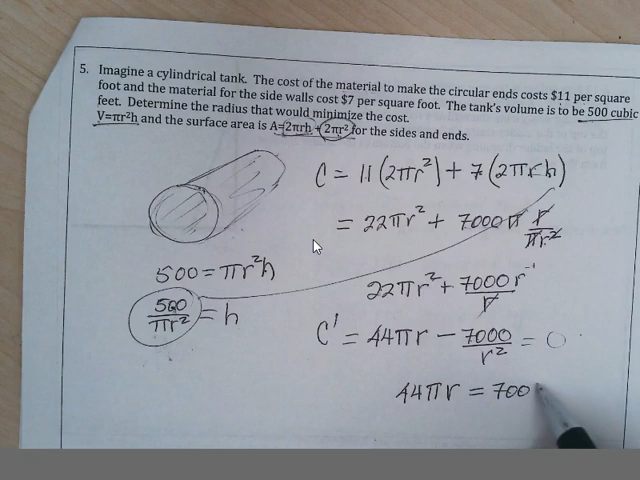 5. Imagine a cylindrical tank. The cost of the material to make the circular ends costs $11 per square
foot and the material for the side walls cost $7 per square foot. The tank's volume is to be 500 cubic
feet. Determine the radius that would minimize the cost.
V=πr²h and the surface area is A=2πrh + 2πr² for the sides and ends.
C = 11(2πr²) + 7(2πrh)
= 22πr² + 7000π r/πr²
500 = πr²h
22πr² + 7000r⁻¹/r
500/πr² = h
C' = 44πr - 7000/r² = 0
44πr = 700